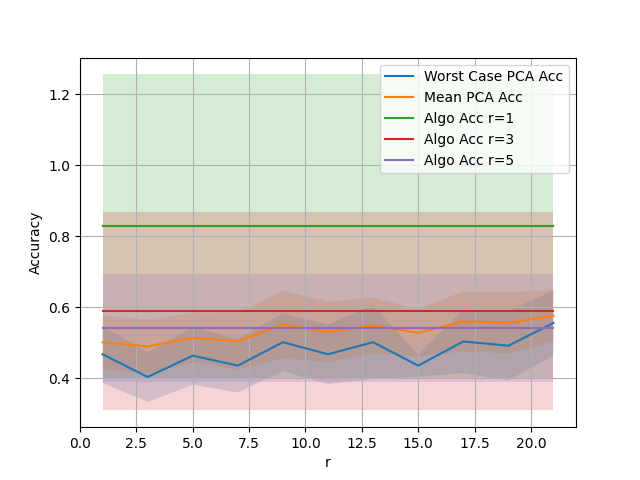 Worst Case PCA Acc
Mean PCA Acc
Algo Acc r=1
Algo Acc r=3
Algo Acc r=5
Accuracy
1.2
1.0
0.8
0.6
0.4
0.0 2.5 5.0 7.5 10.0 12.5 15.0 17.5 20.0
r